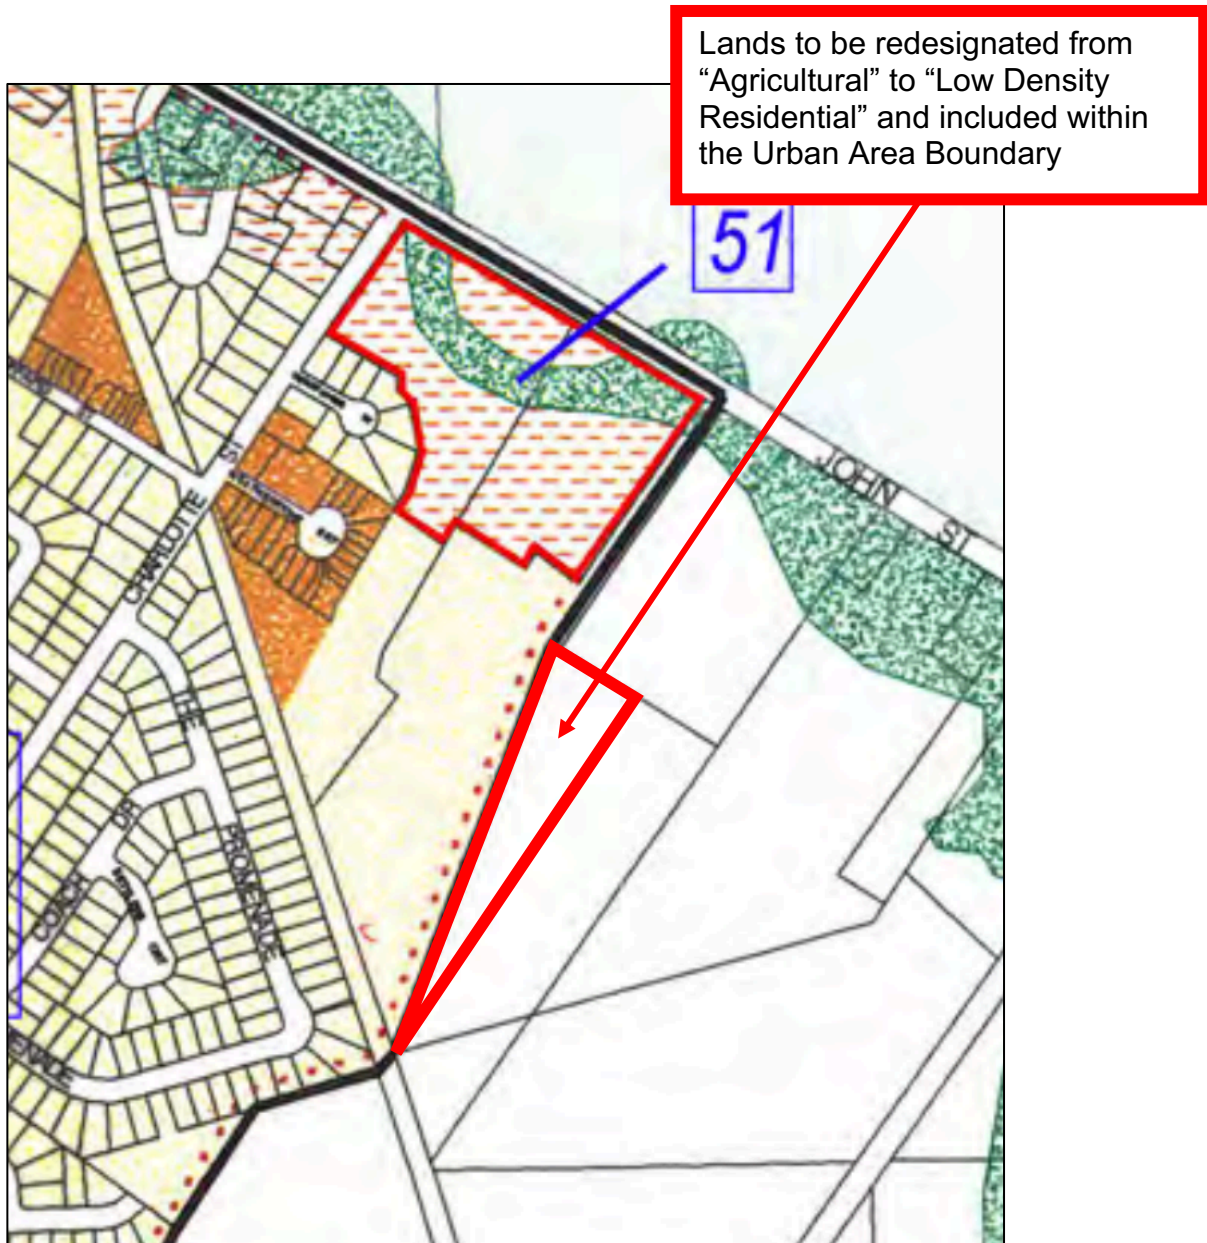 Lands to be redesignated from
“Agricultural” to “Low Density
Residential” and included within
the Urban Area Boundary
51
JOHN ST
CHARLOTTE ST
THE
PROMENADE